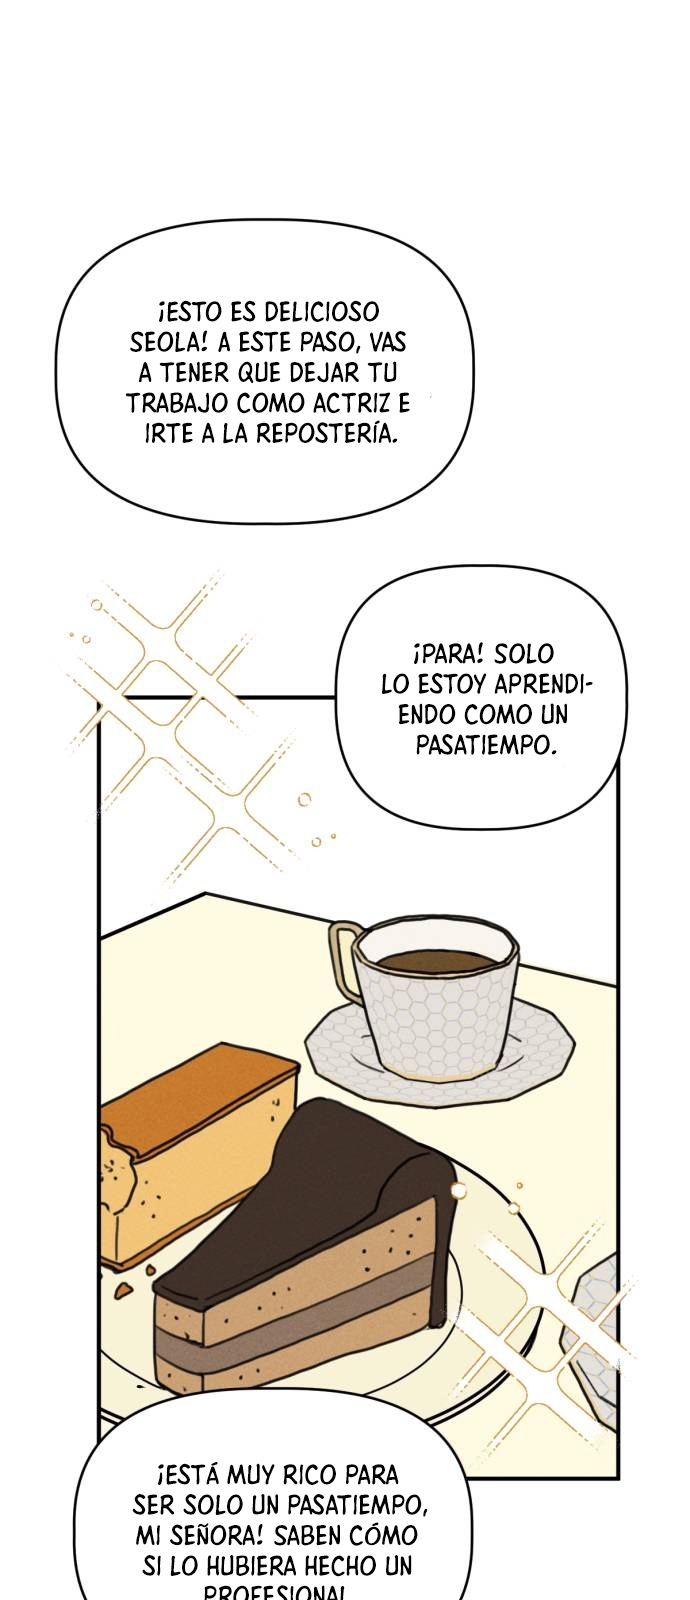 ¡ESTO ES DELICIOSO
SEOLA! A ESTE PASO, VAS
A TENER QUE DEJAR TU
TRABAJO COMO ACTRIZ E
IRTE A LA REPOSTERÍA.
¡PARA! SOLO
LO ESTOY APRENDI-
ENDO COMO UN
PASATIEMPO.
¡ESTÁ MUY RICO PARA
SER SOLO UN PASATIEMPO,
MI SEÑORA! SABEN CÓMO
SI LO HUBIERA HECHO UN
PROFESIONAL